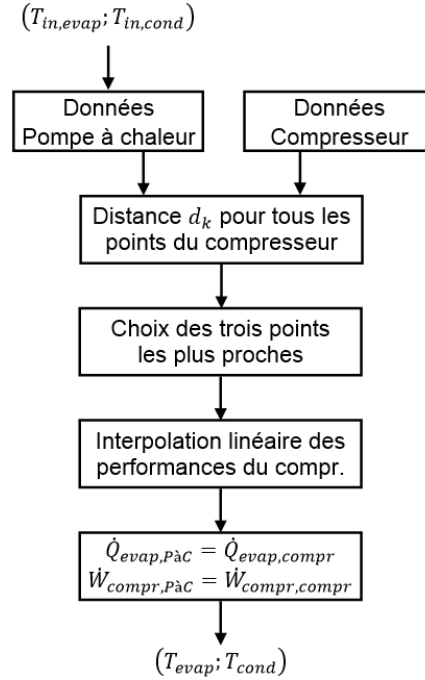 (T_{in,evap}; T_{in,cond})
Données
Pompe à chaleur
Données
Compresseur
Distance d_k pour tous les
points du compresseur
Choix des trois points
les plus proches
Interpolation linéaire des
performances du compr.
Q̇_{evap,PàC} = Q̇_{evap,compr}
Ẇ_{compr,PàC} = Ẇ_{compr,compr}
(T_{evap}; T_{cond})